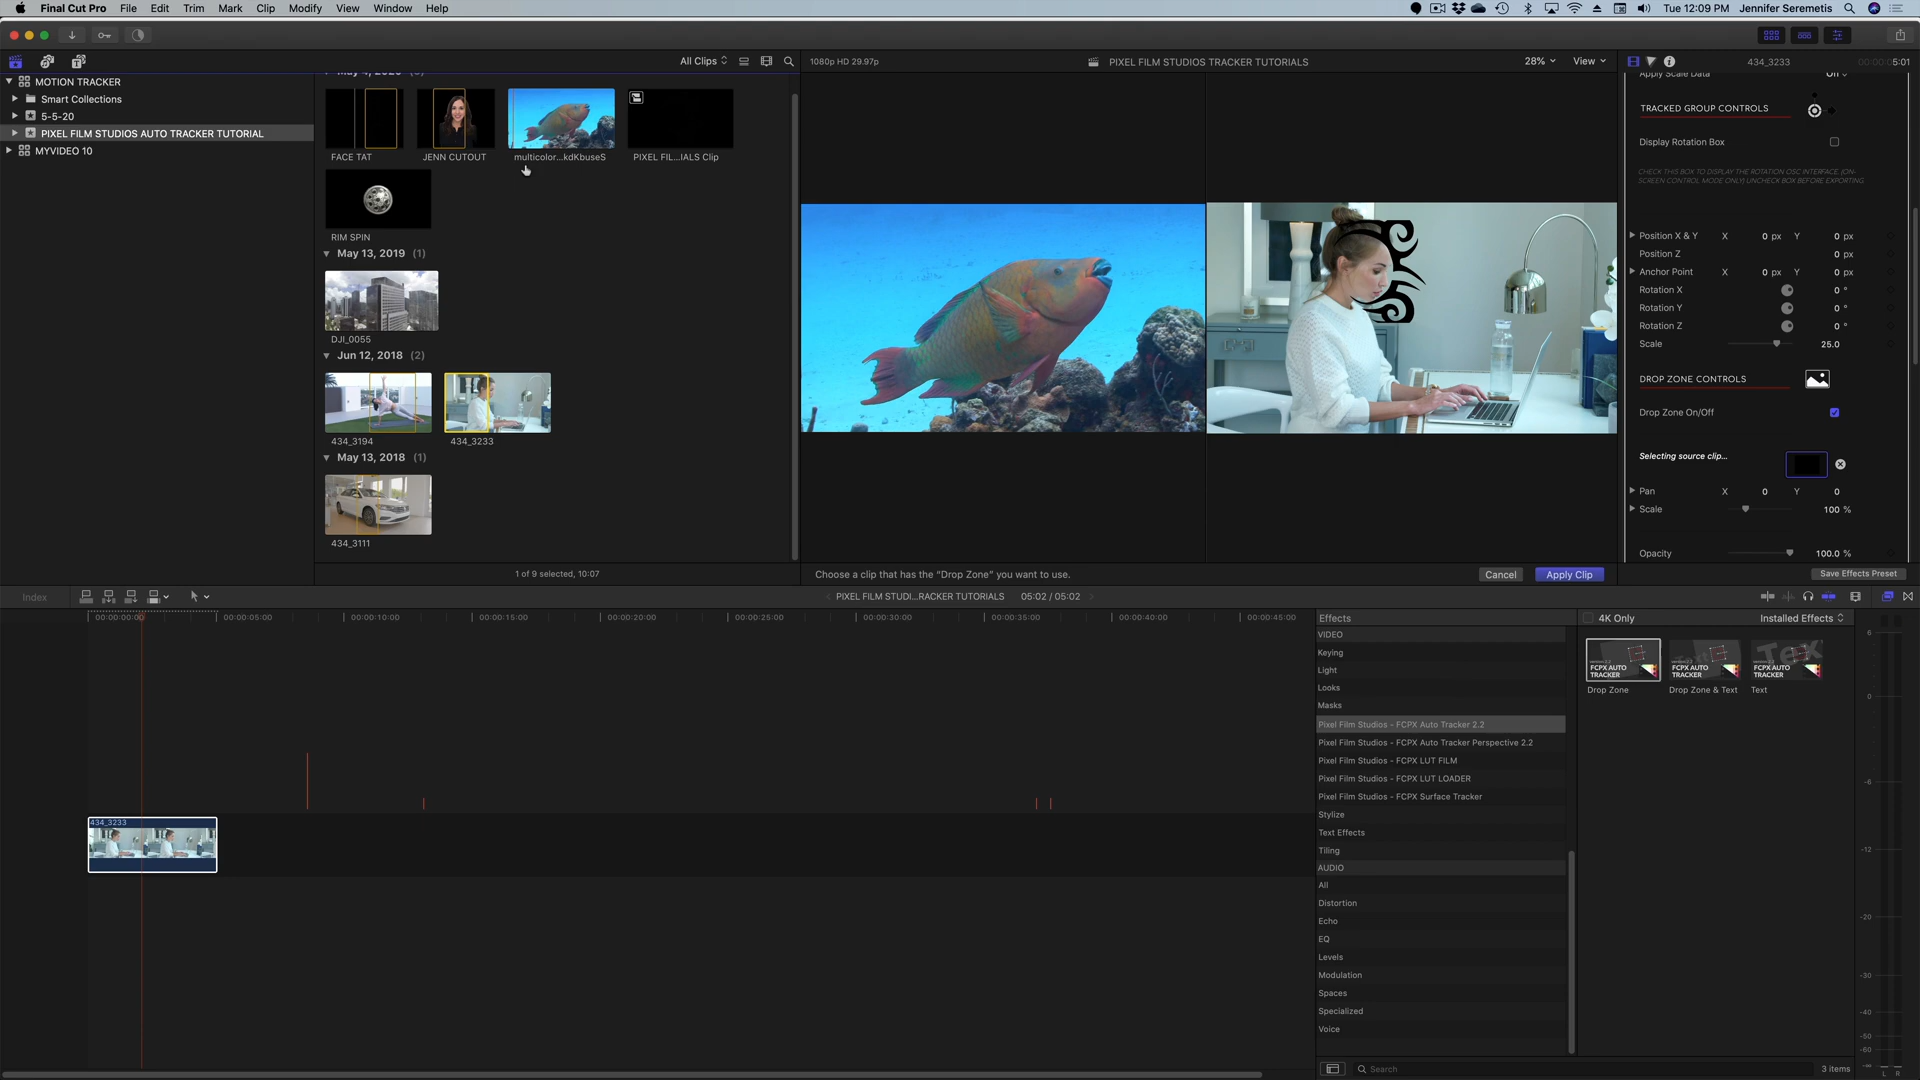 Final Cut Pro File Edit Trim Mark Clip Modify View Window Help Tue 12:09 PM Jennifer Seremetis
All Clips 1080p HD 29.97p PIXEL FILM STUDIOS TRACKER TUTORIALS 28% View 434_3233 5:01
MOTION TRACKER
Smart Collections
5-5-20
PIXEL FILM STUDIOS AUTO TRACKER TUTORIAL
MYVIDEO 10
FACE TAT JENN CUTOUT multicolor...kdKbuseS PIXEL FIL...IALS Clip
RIM SPIN
May 13, 2019 (1)
DJI_0055
Jun 12, 2018 (2)
434_3194 434_3233
May 13, 2018 (1)
434_3111
1 of 9 selected, 10:07
Choose a clip that has the "Drop Zone" you want to use. Cancel Apply Clip
TRACKED GROUP CONTROLS
Display Rotation Box
CHECK THIS BOX TO DISPLAY THE ROTATION OSC INTERFACE. (ON-
SCREEN CONTROL MODE ONLY) UNCHECK BOX BEFORE EXPORTING.
Position X & Y X 0 px Y 0 px
Position Z 0
Anchor Point X 0 px Y 0 px
Rotation X 0 °
Rotation Y 0 °
Rotation Z 0 °
Scale 25.0
DROP ZONE CONTROLS
Drop Zone On/Off
Selecting source clip...
Pan X 0 Y 0
Scale 100 %
Opacity 100.0 %
Save Effects Preset
Index PIXEL FILM STUDI...RACKER TUTORIALS 05:02 / 05:02
00:00:00:00 00:00:05:00 00:00:10:00 00:00:15:00 00:00:20:00 00:00:25:00 00:00:30:00 00:00:35:00 00:00:40:00 00:00:45:00
434_3233
Effects 4K Only Installed Effects
VIDEO
Keying
Light
Looks
Masks
Pixel Film Studios - FCPX Auto Tracker 2.2
Pixel Film Studios - FCPX Auto Tracker Perspective 2.2
Pixel Film Studios - FCPX LUT FILM
Pixel Film Studios - FCPX LUT LOADER
Pixel Film Studios - FCPX Surface Tracker
Stylize
Text Effects
Tiling
AUDIO
All
Distortion
Echo
EQ
Levels
Modulation
Spaces
Specialized
Voice
FCPX AUTO TRACKER FCPX AUTO TRACKER FCPX AUTO TRACKER
Drop Zone Drop Zone & Text Text
6
0
-6
-12
-20
-30
-40
-50
-60
L R
Search 3 items